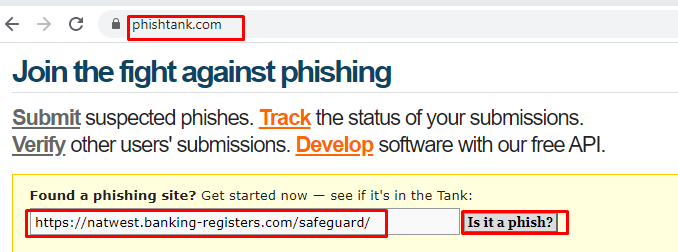 phishtank.com
Join the fight against phishing
Submit suspected phishes. Track the status of your submissions.
Verify other users' submissions. Develop software with our free API.
Found a phishing site? Get started now — see if it's in the Tank:
https://natwest.banking-registers.com/safeguard/ Is it a phish?